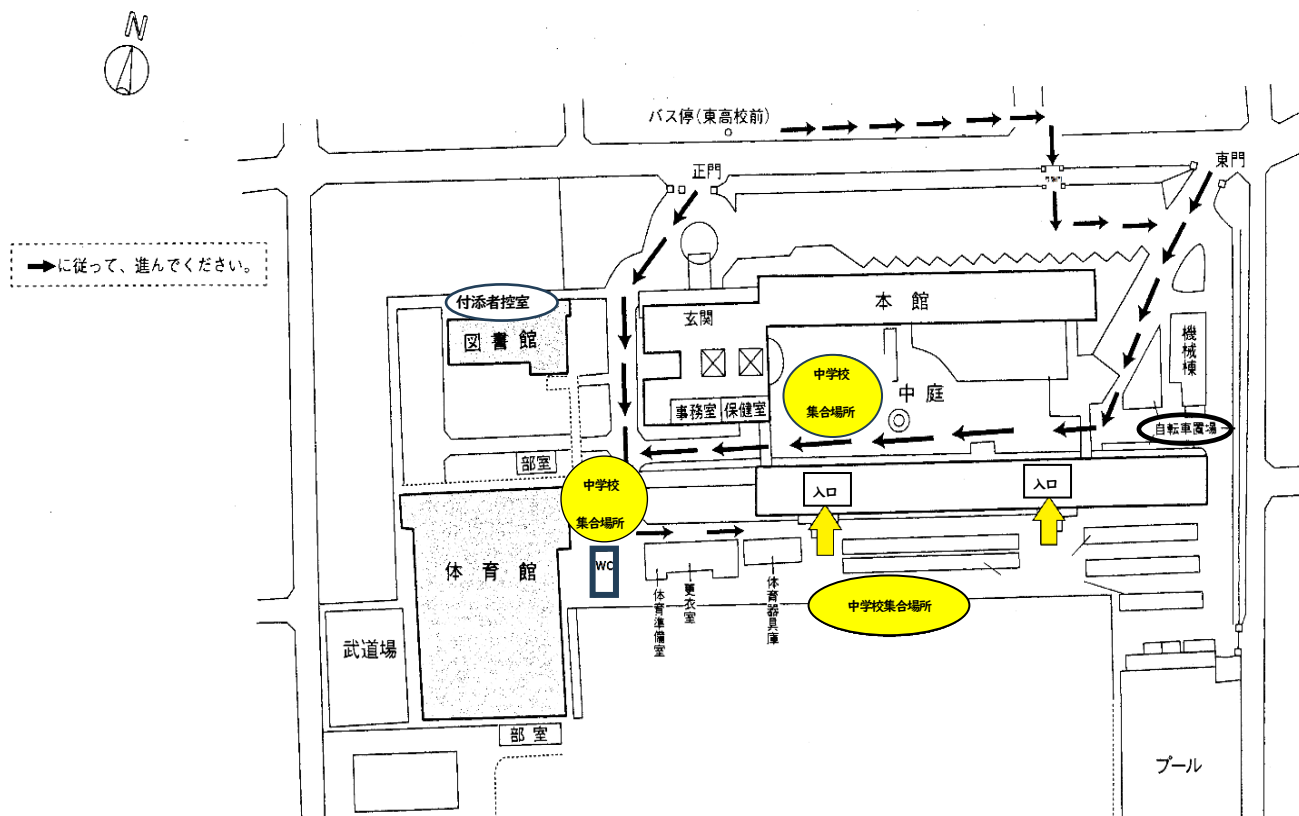 N
バス停(東高校前)
正門
東門
→に従って、進んでください。
付添者控室
図書館
玄関
本館
機械棟
中学校
集合場所
中庭
事務室
保健室
自転車置場
部室
中学校
集合場所
入口
入口
体育館
WC
体育準備室
更衣室
体育器具庫
中学校集合場所
武道場
部室
プール